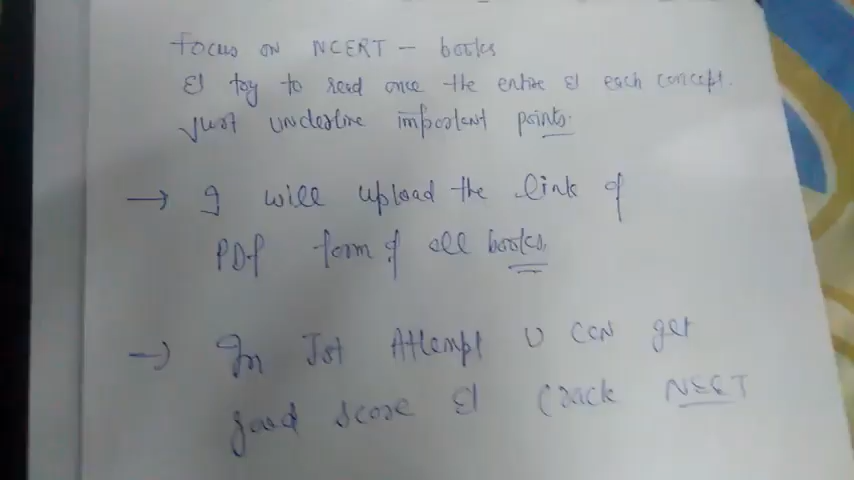 Focus on NCERT - books
& try to read once the entire & each concept.
Just underline important points.
→ I will upload the link of
PDF form of all books.
→ In Ist Attempt U can get
good score & crack NEET